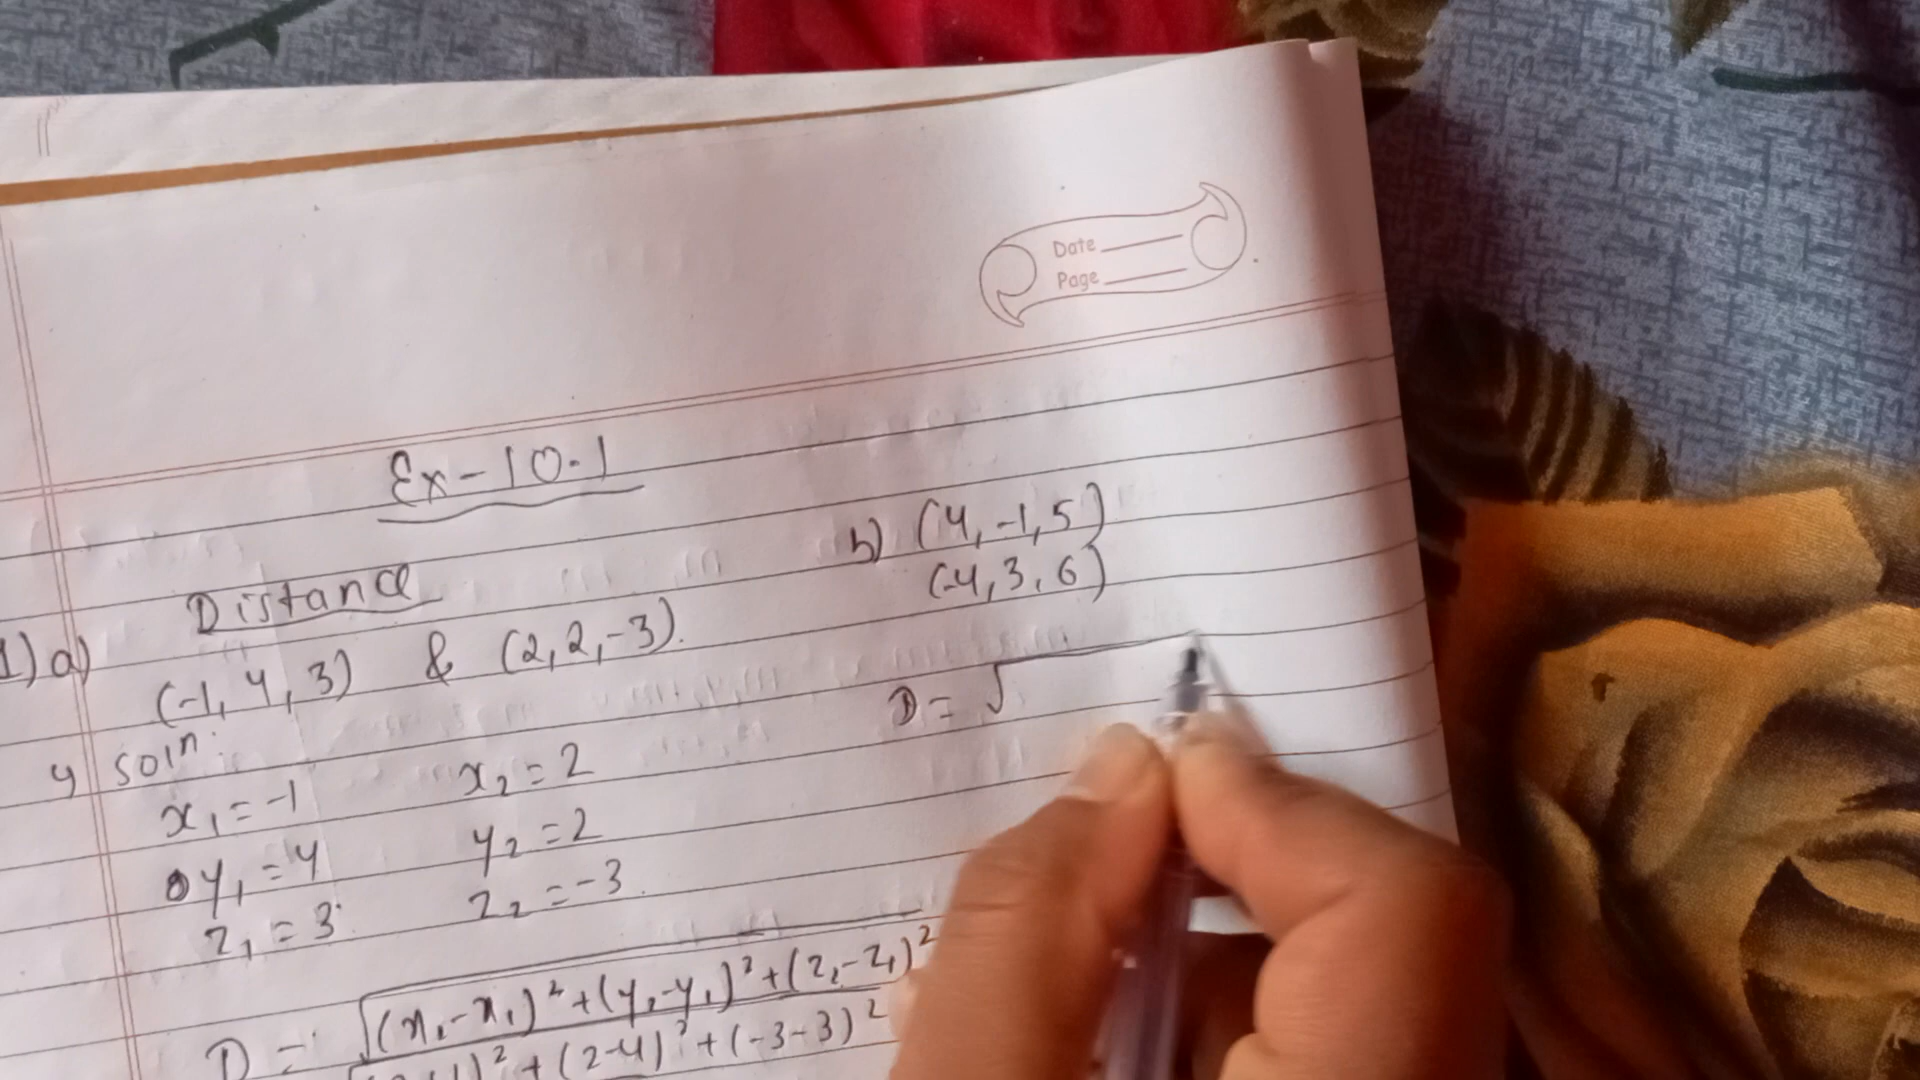 Date
Page
Ex-10.1
Distance
1) a) (-1, 4, 3) & (2, 2, -3).
soln:
x₁ = -1 x₂ = 2
y₁ = 4 y₂ = 2
z₁ = 3 z₂ = -3.
D = √(x₂-x₁)² + (y₂-y₁)² + (z₂-z₁)²
)² + (2-4)² + (-3-3)²
b) (4, -1, 5)
(-4, 3, 6)
D = √